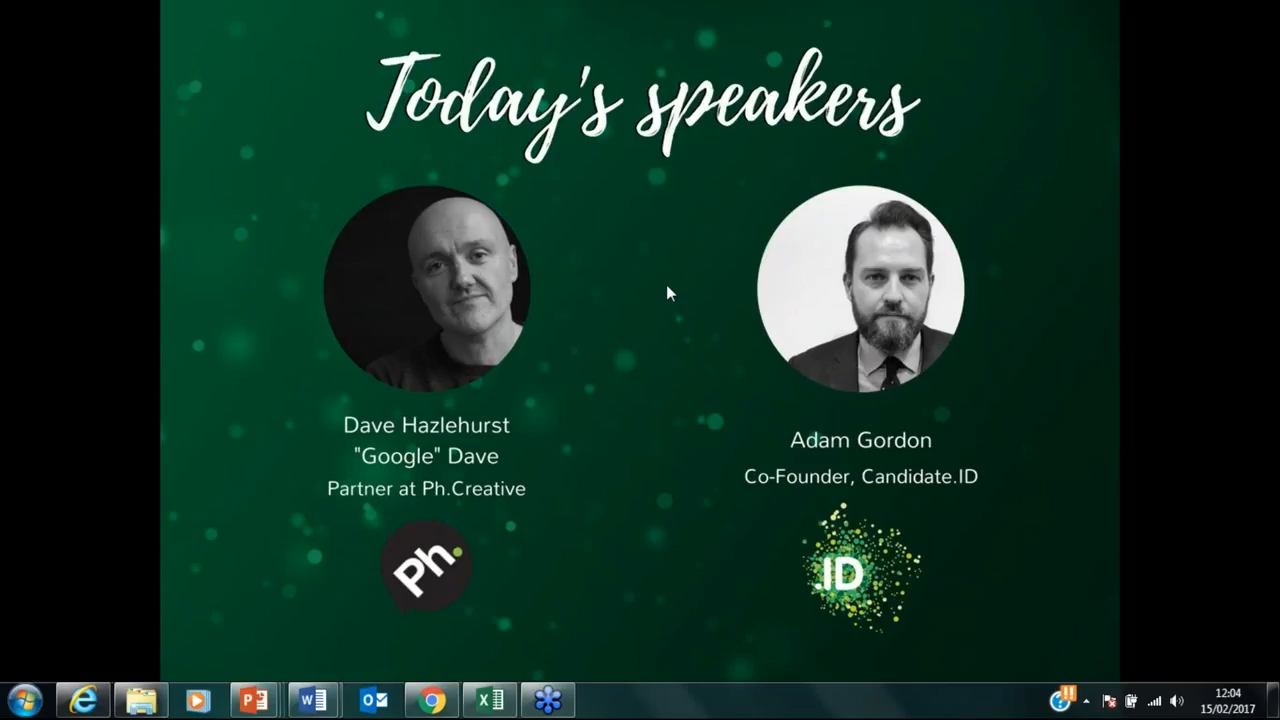 Today's speakers
Dave Hazlehurst
"Google" Dave
Partner at Ph.Creative
Ph.
Adam Gordon
Co-Founder, Candidate.ID
.ID
12:04
15/02/2017